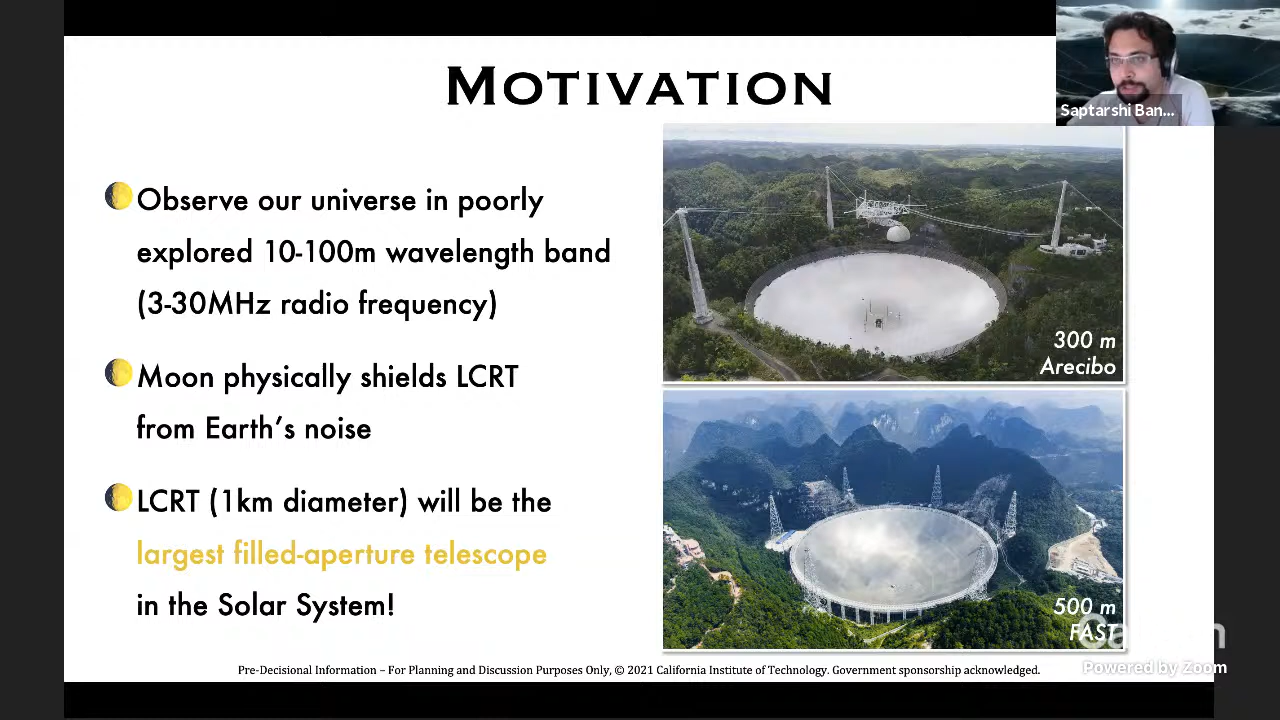 MOTIVATION
Saptarshi Ban...
Observe our universe in poorly
explored 10-100m wavelength band
(3-30MHz radio frequency)
Moon physically shields LCRT
from Earth's noise
LCRT (1km diameter) will be the
largest filled-aperture telescope
in the Solar System!
300 m
Arecibo
500 m
FAST
Powered by Zoom
Pre-Decisional Information – For Planning and Discussion Purposes Only, © 2021 California Institute of Technology. Government sponsorship acknowledged.